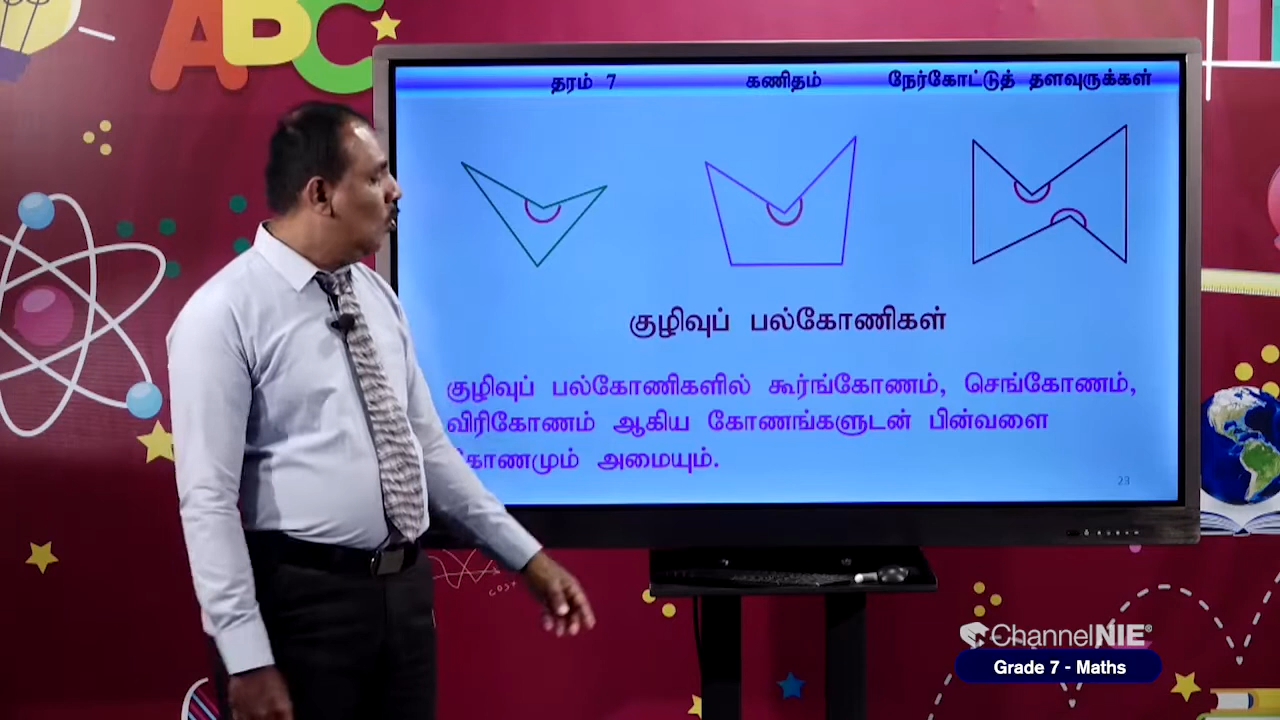 ABC
தரம் 7 கணிதம் நேர்கோட்டுத் தளவுருக்கள்
குழிவுப் பல்கோணிகள்
குழிவுப் பல்கோணிகளில் கூர்ங்கோணம், செங்கோணம்,
விரிகோணம் ஆகிய கோணங்களுடன் பின்வளை
கோணமும் அமையும்.
23
cost
ChannelNIE®
Grade 7 - Maths